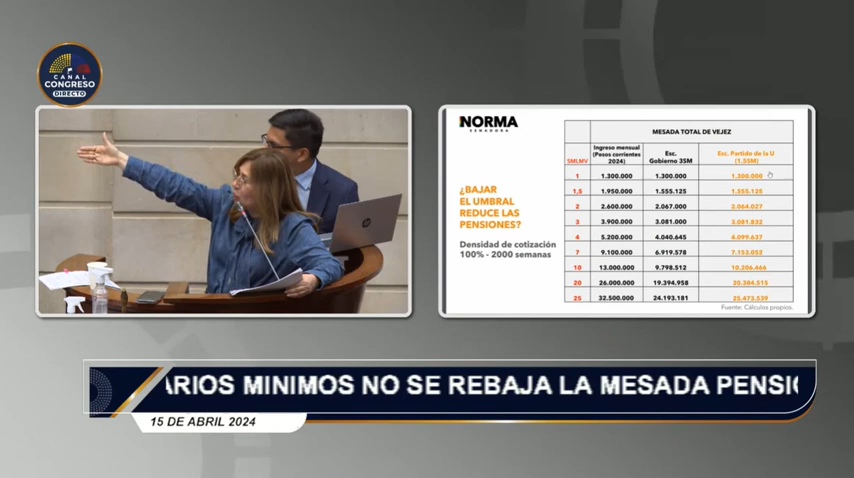 CANAL
CONGRESO
DIRECTO
hp
NORMA
SENADORA
¿BAJAR
EL UMBRAL
REDUCE LAS
PENSIONES?
Densidad de cotización
100% - 2000 semanas
MESADA TOTAL DE VEJEZ
SMLMV Ingreso mensual (Pesos corrientes 2024) Esc. Gobierno 3SM Esc. Partido de la U (1.5SM)
1 1.300.000 1.300.000 1.300.000
1,5 1.950.000 1.555.125 1.555.125
2 2.600.000 2.067.000 2.064.027
3 3.900.000 3.081.000 3.081.832
4 5.200.000 4.040.645 4.099.637
7 9.100.000 6.919.578 7.153.052
10 13.000.000 9.798.512 10.206.466
20 26.000.000 19.394.958 20.384.515
25 32.500.000 24.193.181 25.473.539
Fuente: Cálculos propios.
ARIOS MINIMOS NO SE REBAJA LA MESADA PENSIO
15 DE ABRIL 2024